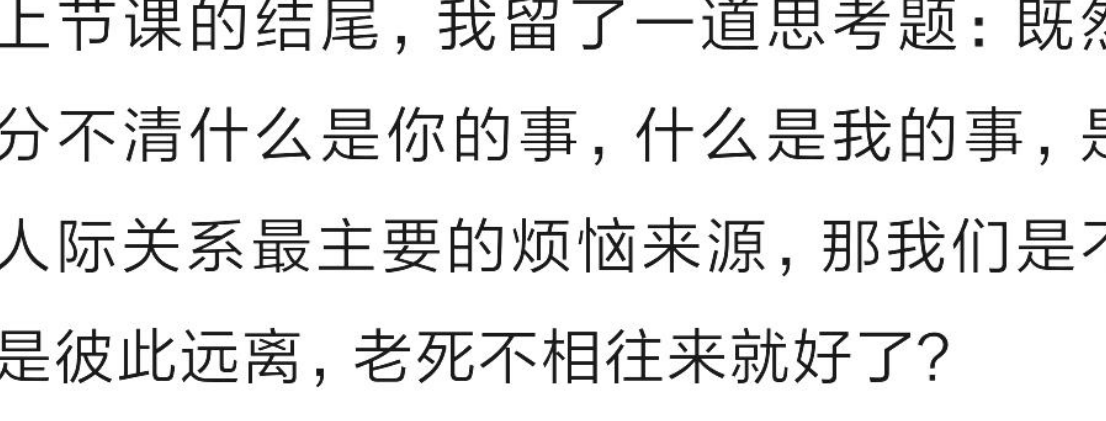 上节课的结尾，我留了一道思考题：既然
分不清什么是你的事，什么是我的事，是
人际关系最主要的烦恼来源，那我们是不
是彼此远离，老死不相往来就好了？